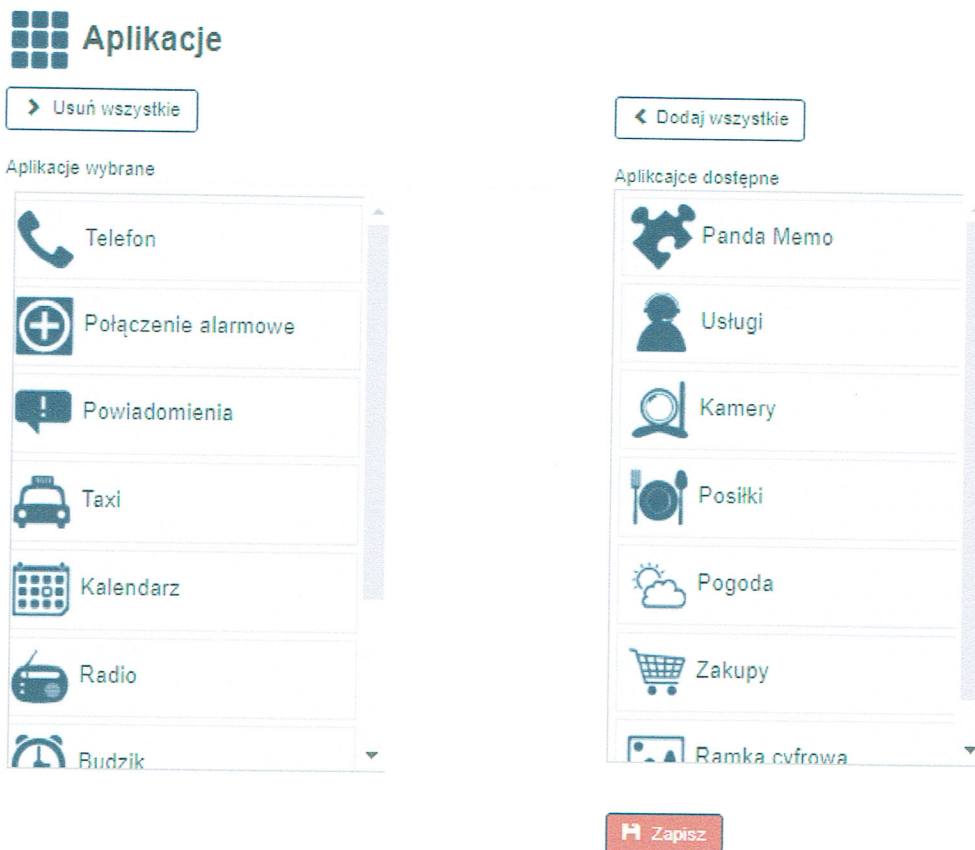 Aplikacje
Usuń wszystkie
Aplikacje wybrane
Telefon
Połączenie alarmowe
Powiadomienia
Taxi
Kalendarz
Radio
Budzik
Dodaj wszystkie
Aplikcajce dostępne
Panda Memo
Usługi
Kamery
Posiłki
Pogoda
Zakupy
Ramka cyfrowa
Zapisz